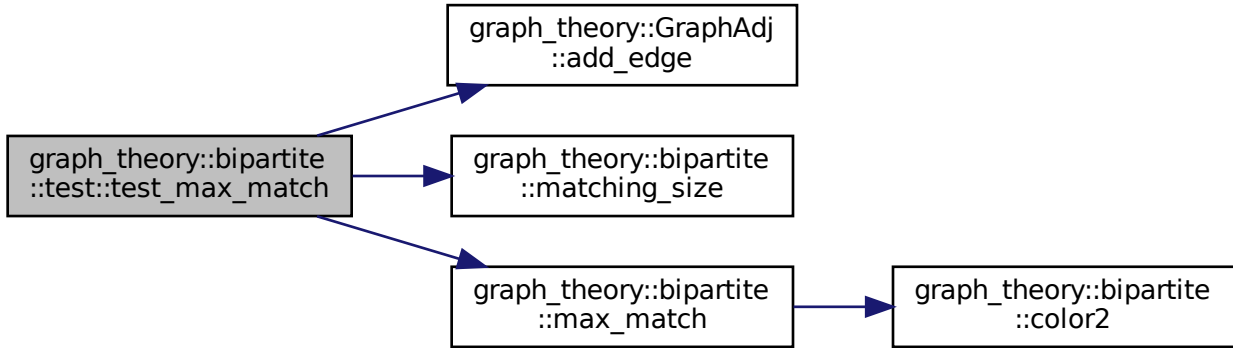 graph_theory::GraphAdj
::add_edge
graph_theory::bipartite
::test::test_max_match
graph_theory::bipartite
::matching_size
graph_theory::bipartite
::max_match
graph_theory::bipartite
::color2